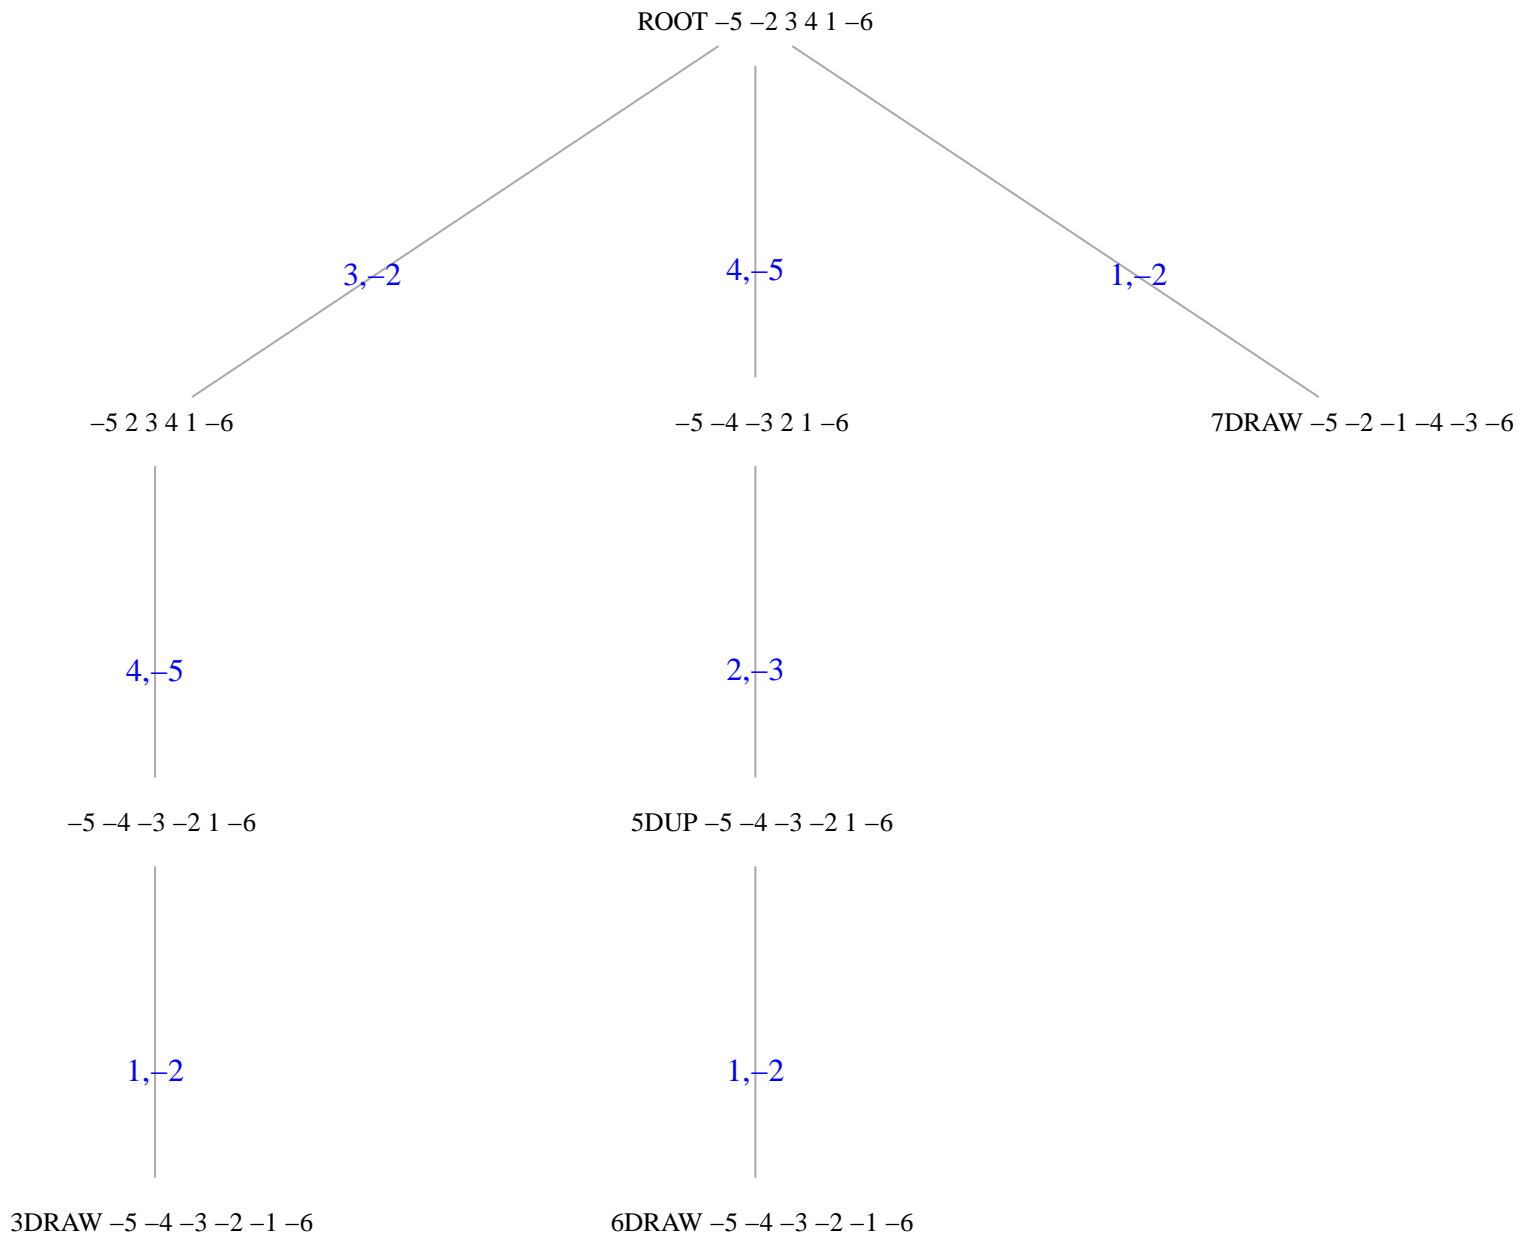 ROOT –5 –2 3 4 1 –6
3,–2
4,–5
1,–2
–5 2 3 4 1 –6
–5 –4 –3 2 1 –6
7DRAW –5 –2 –1 –4 –3 –6
4,–5
2,–3
–5 –4 –3 –2 1 –6
5DUP –5 –4 –3 –2 1 –6
1,–2
1,–2
3DRAW –5 –4 –3 –2 –1 –6
6DRAW –5 –4 –3 –2 –1 –6